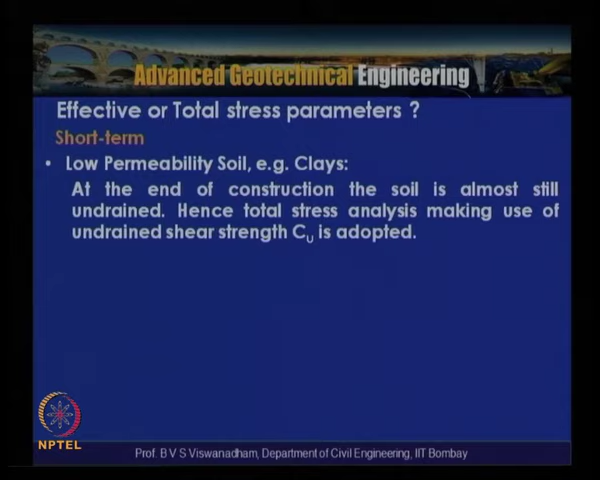 Advanced Geotechnical Engineering
Effective or Total stress parameters ?
Short-term
• Low Permeability Soil, e.g. Clays:
At the end of construction the soil is almost still
undrained. Hence total stress analysis making use of
undrained shear strength CU is adopted.
NPTEL
Prof. B V S Viswanadham, Department of Civil Engineering, IIT Bombay